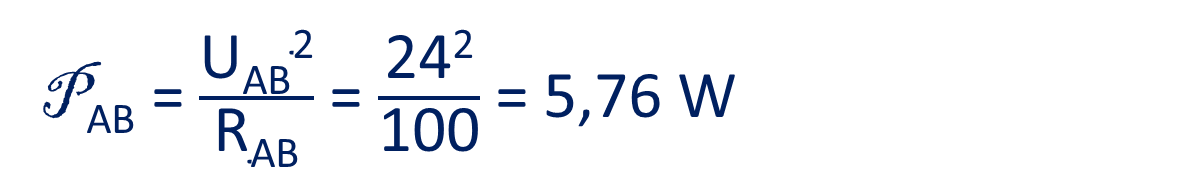 𝒫AB = UAB² / RAB = 24² / 100 = 5,76 W